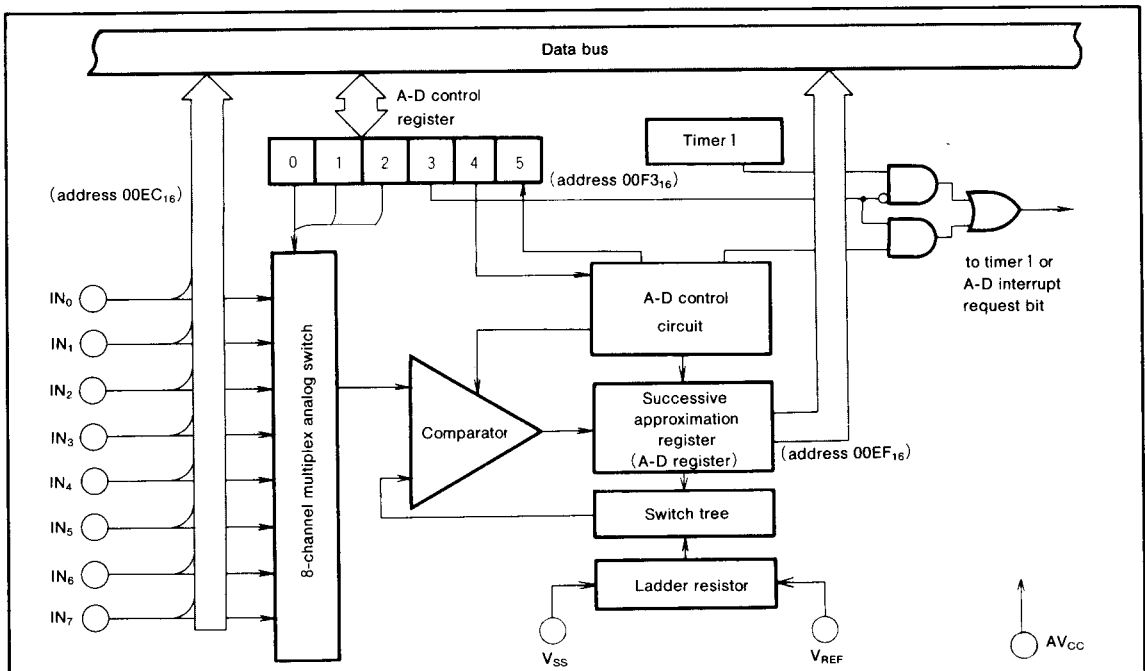 Data bus
A-D control
register
Timer 1
0 1 2 3 4 5
(address 00EC₁₆)
(address 00F3₁₆)
to timer 1 or
A-D interrupt
request bit
A-D control
circuit
IN₀
IN₁
IN₂
IN₃
IN₄
IN₅
IN₆
IN₇
8-channel multiplex analog switch
Comparator
Successive
approximation
register
(A-D register)
(address 00EF₁₆)
Switch tree
Ladder resistor
V_SS
V_REF
AV_CC